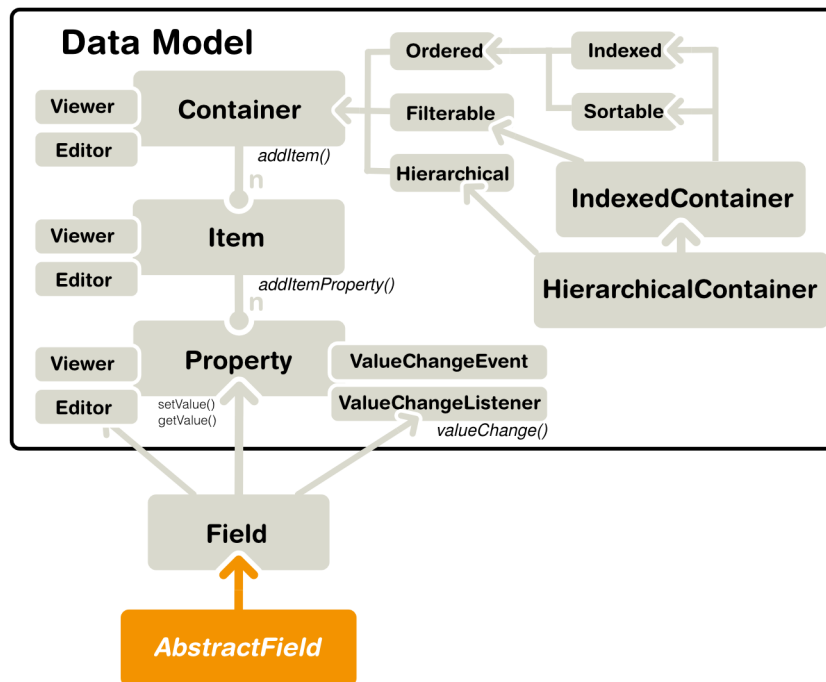 Data Model
Ordered
Indexed
Viewer
Container
Filterable
Sortable
Editor
addItem()
n
Hierarchical
IndexedContainer
Viewer
Item
Editor
addItemProperty()
n
HierarchicalContainer
Viewer
Property
ValueChangeEvent
Editor
setValue()
getValue()
ValueChangeListener
valueChange()
Field
AbstractField